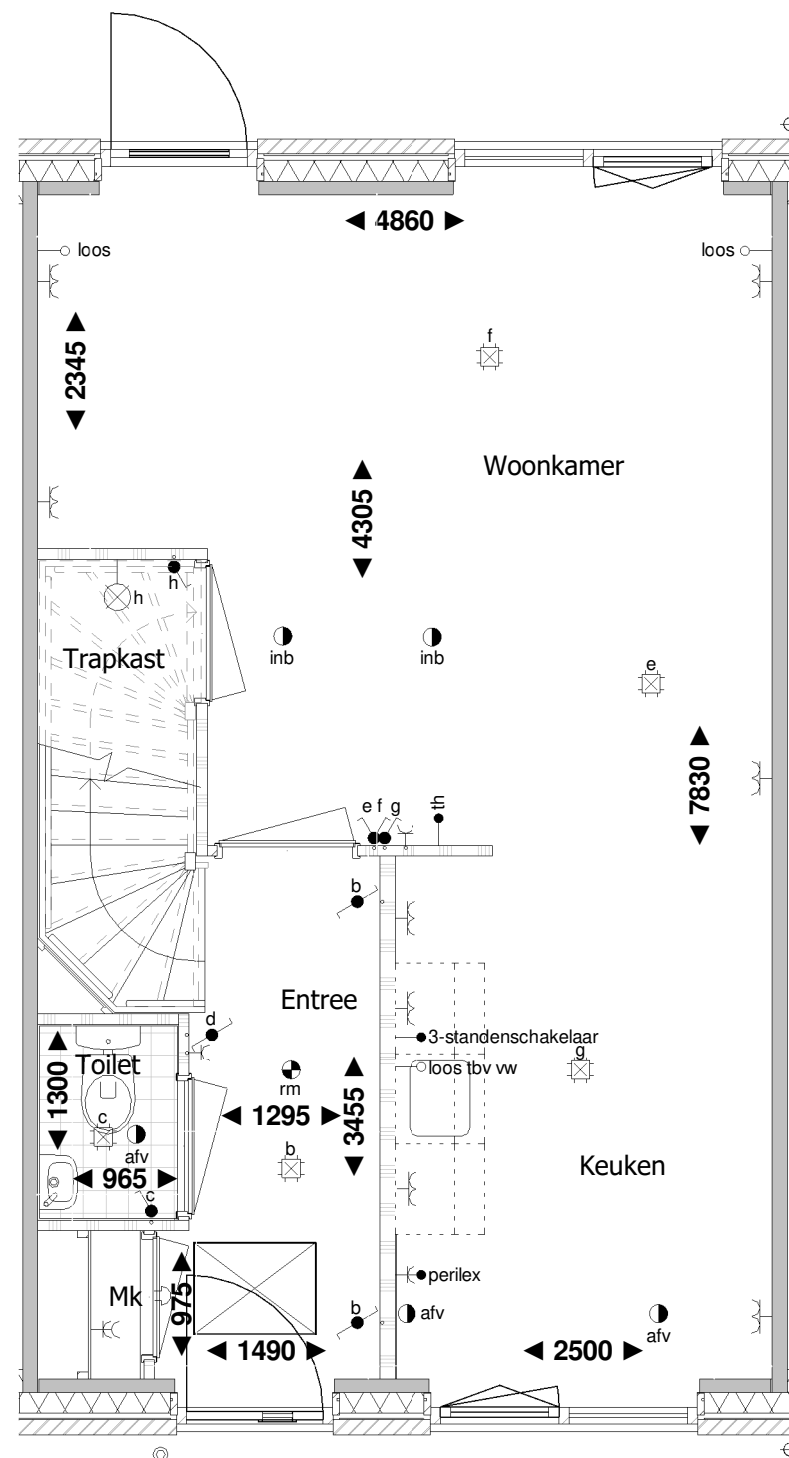 4860
loos
loos
2345
f
Woonkamer
4305
h
h
Trapkast
inb
inb
e
7830
e f g
th
b
Entree
d
3-standenschakelaar
g
loos tbv vw
Toilet
1300
rm
1295
3455
c
afv
b
Keuken
965
c
perilex
Mk
975
b
afv
afv
1490
2500